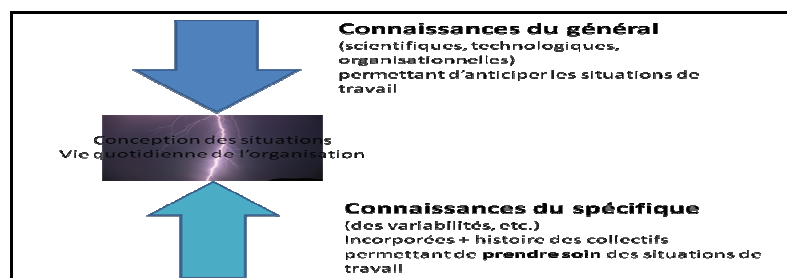 Connaissances du général
(scientifiques, technologiques,
organisationnelles)
permettant d'anticiper les situations de
travail
Conception des situations
Vie quotidienne de l'organisation
Connaissances du spécifique
(des variabilités, etc.)
Incorporées + histoire des collectifs
permettant de prendre soin des situations de
travail